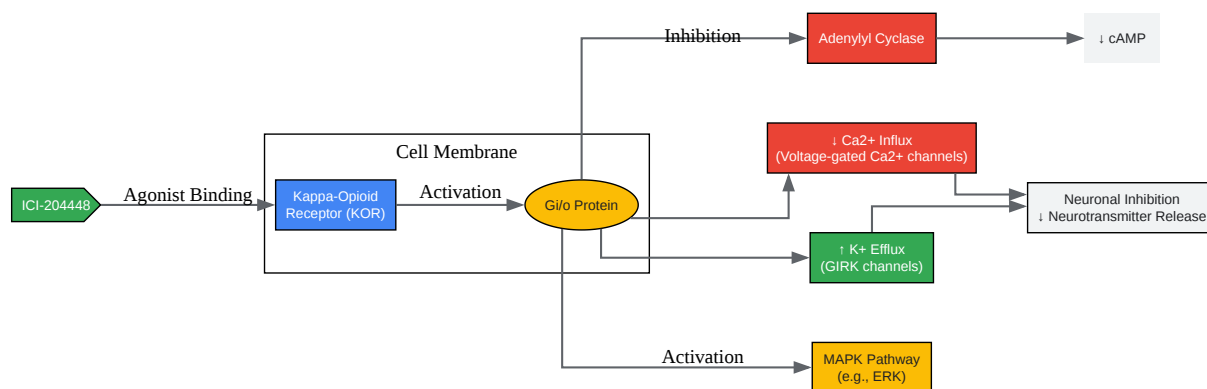 Inhibition
Adenylyl Cyclase
↓ cAMP
Cell Membrane
↓ Ca2+ Influx
(Voltage-gated Ca2+ channels)
ICI-204448
Agonist Binding
Kappa-Opioid
Receptor (KOR)
Activation
Gi/o Protein
Neuronal Inhibition
↓ Neurotransmitter Release
↑ K+ Efflux
(GIRK channels)
Activation
MAPK Pathway
(e.g., ERK)